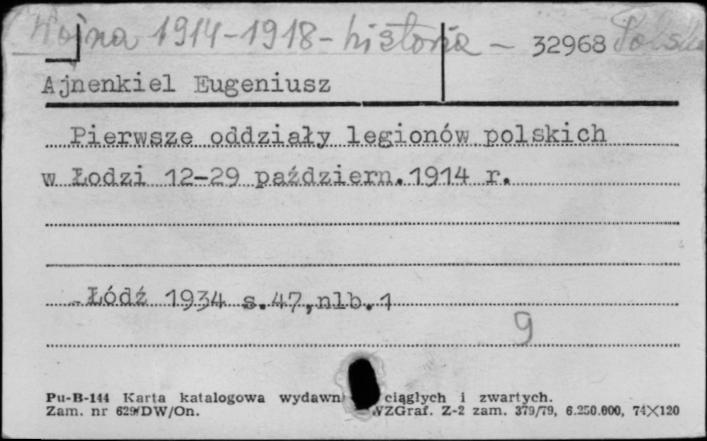 Wojna 1914-1918 - historia - 32968 Polska
Ajnenkiel Eugeniusz
Pierwsze oddziały legionów polskich
w Łodzi 12-29 październ.1914 r.
Łódź 1934 s.47,nlb.1
9
Pu-B-144 Karta katalogowa wydawn ciągłych i zwartych.
Zam. nr 629/DW/On. WZGraf. Z-2 zam. 379/79, 6.250.000, 74×120